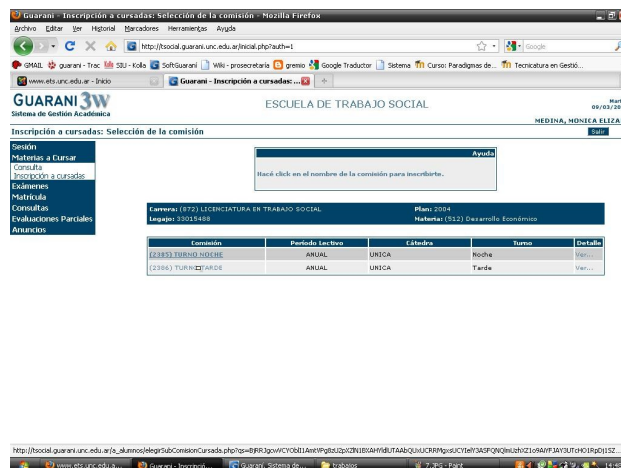 Guarani - Inscripción a cursadas: Selección de la comisión - Mozilla Firefox
Archivo Editar Ver Historial Marcadores Herramientas Ayuda
http://tsocial.guarani.unc.edu.ar/inicial.php?auth=1
Google
GMAIL guarani - Trac SIU - Kolla SoftGuarani Wiki - prosecretaría gremio Google Traductor Sistema Curso: Paradigmas de... Tecnicatura en Gestió...
www.ets.unc.edu.ar - Inicio
Guarani - Inscripción a cursadas: ...
GUARANI 3W
Sistema de Gestión Académica
ESCUELA DE TRABAJO SOCIAL
09/03/20
MEDINA, MONICA ELIZA
Inscripción a cursadas: Selección de la comisión
Salir
Sesión
Materias a Cursar
Consulta
Inscripción a cursadas
Exámenes
Matrícula
Consultas
Evaluaciones Parciales
Anuncios
Ayuda
Hacé click en el nombre de la comisión para inscribirte.
Carrera: (872) LICENCIATURA EN TRABAJO SOCIAL Plan: 2004
Legajo: 33015488 Materia: (512) Desarrollo Económico
Comisión Período Lectivo Cátedra Turno Detalle
(2385) TURNO NOCHE ANUAL UNICA Noche Ver...
(2386) TURNO TARDE ANUAL UNICA Tarde Ver...
www.ets.unc.edu.a... Guarani - Inscripció... Guarani. Sistema de... trabajos 7.JPG - Paint